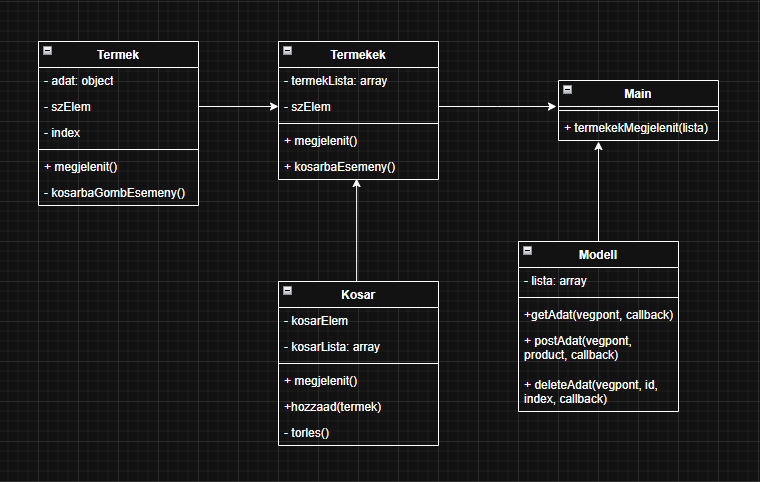 Termek
- adat: object
- szElem
- index
+ megjelenit()
- kosarbaGombEsemeny()
Termekek
- termekLista: array
- szElem
+ megjelenit()
+ kosarbaEsemeny()
Main
+ termekekMegjelenit(lista)
Kosar
- kosarElem
- kosarLista: array
+ megjelenit()
+hozzaad(termek)
- torles()
Modell
- lista: array
+getAdat(vegpont, callback)
+ postAdat(vegpont,
product, callback)
+ deleteAdat(vegpont, id,
index, callback)